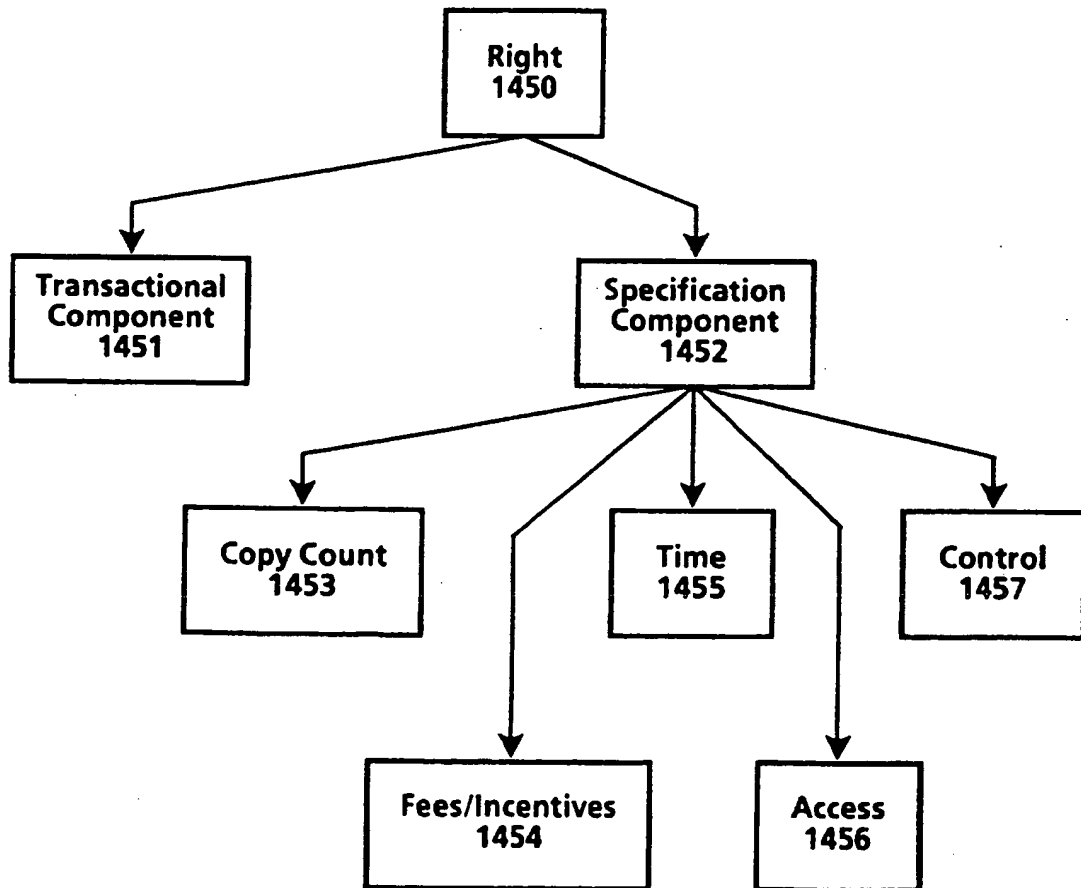 Right
1450
Transactional
Component
1451
Specification
Component
1452
Copy Count
1453
Time
1455
Control
1457
Fees/Incentives
1454
Access
1456